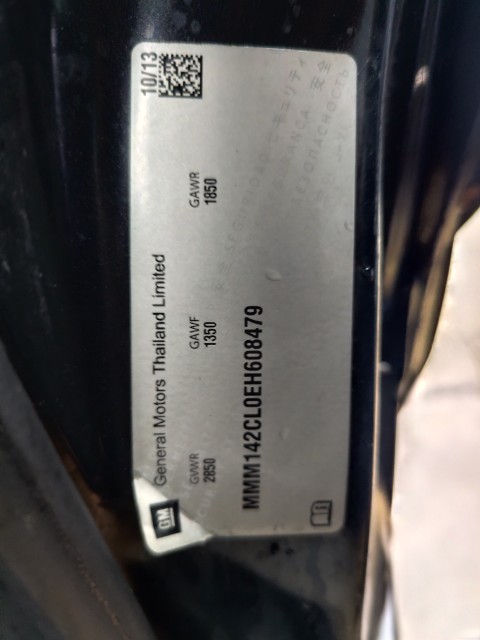 GM
General Motors Thailand Limited
10/13
GVWR GAWF GAWR
2850 1350 1850
MMM142CL0EH608479